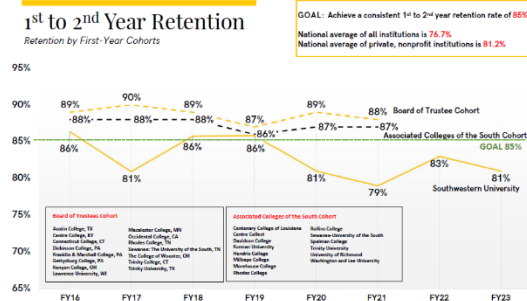 1st to 2nd Year Retention
Retention by First-Year Cohorts
GOAL: Achieve a consistent 1st to 2nd year retention rate of 85%
National average of all institutions is 76.7%
National average of private, nonprofit institutions is 81.2%
95%
90%
85%
80%
75%
70%
65%
89%
90%
89%
87%
89%
88%
Board of Trustee Cohort
88%
88%
88%
86%
87%
87%
Associated Colleges of the South Cohort
GOAL 85%
86%
81%
86%
86%
81%
79%
83%
81%
Southwestern University
Board of Trustees Cohort
Austin College, TX
Centre College, KY
Connecticut College, CT
Dickinson College, PA
Franklin & Marshall College, PA
Gettysburg College, PA
Kenyon College, OH
Lawrence University, WI
Macalester College, MN
Occidental College, CA
Rhodes College, TN
Sewanee: The University of the South, TN
The College of Wooster, OH
Trinity College, CT
Trinity University, TX
Associated Colleges of the South Cohort
Centenary College of Louisiana
Centre College
Davidson College
Furman University
Hendrix College
Millsaps College
Morehouse College
Rhodes College
Rollins College
Sewanee-University of the South
Spelman College
Trinity University
University of Richmond
Washington and Lee University
FY16
FY17
FY18
FY19
FY20
FY21
FY22
FY23